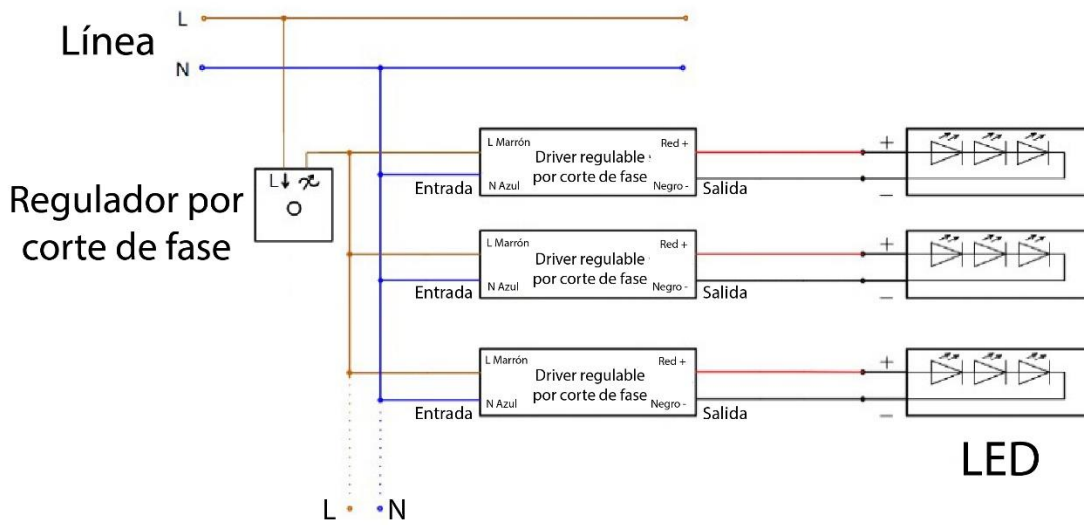 Línea
L
N
Regulador por
corte de fase
L
L Marrón
N Azul
Driver regulable
por corte de fase
Red +
Negro -
Entrada
Salida
+
–
L Marrón
N Azul
Driver regulable
por corte de fase
Red +
Negro -
Entrada
Salida
+
–
L Marrón
N Azul
Driver regulable
por corte de fase
Red +
Negro -
Entrada
Salida
+
–
LED
L
N